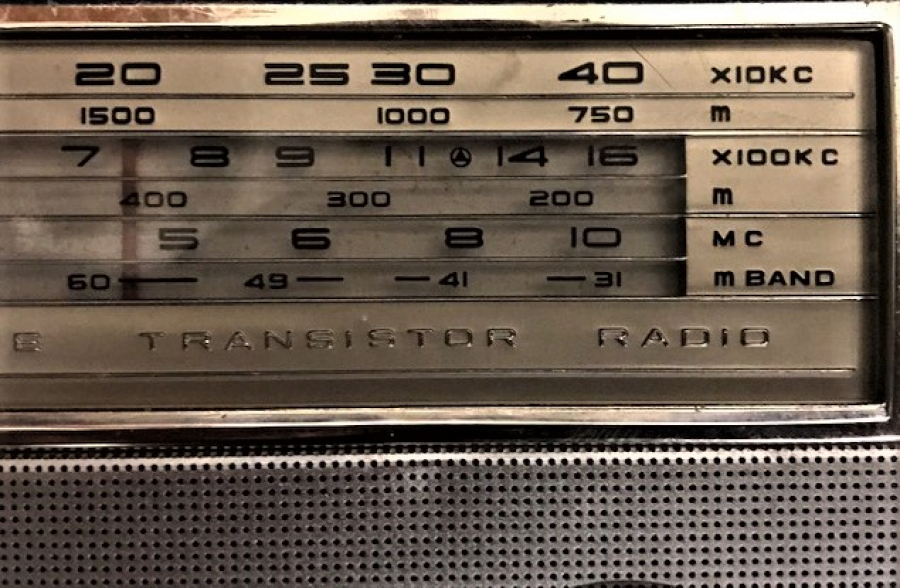 20 25 30 40 X10KC
1500 1000 750 m
7 8 9 11 14 16 X100KC
400 300 200 m
5 6 8 10 MC
60 49 41 31 m BAND
E TRANSISTOR RADIO